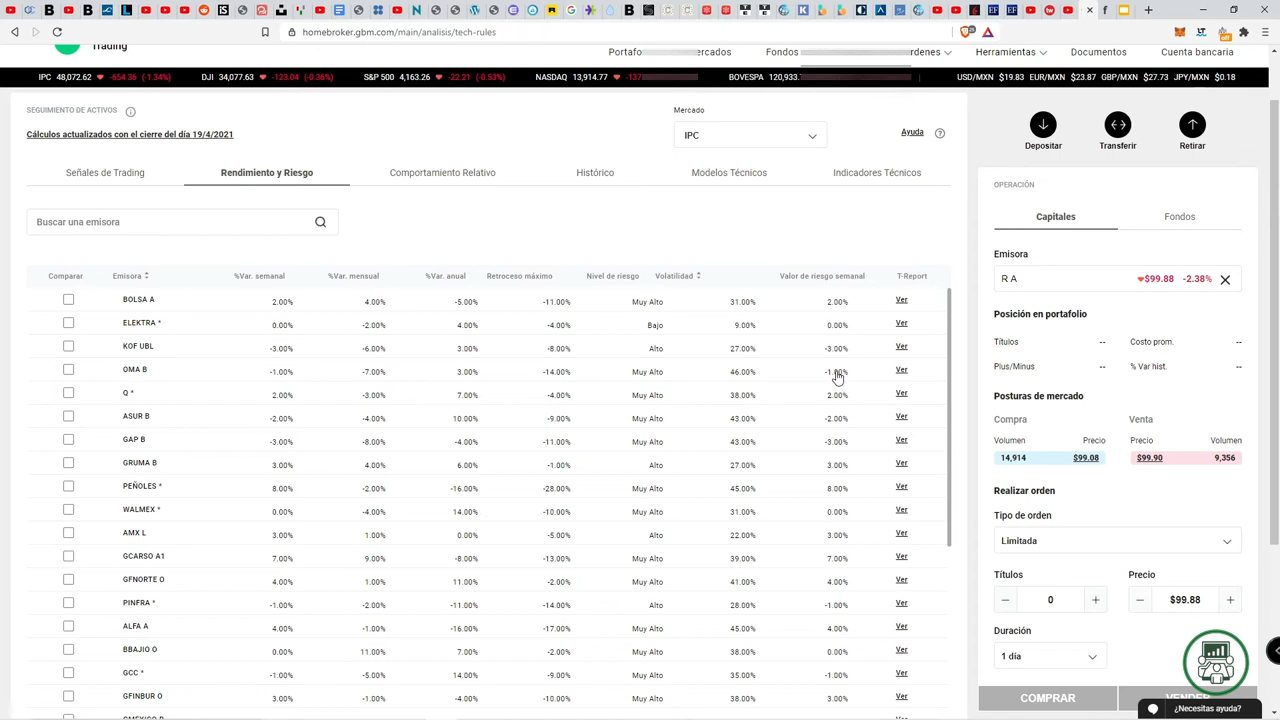 homebroker.gbm.com/main/analisis/tech-rules
Trading
Portafo
ercados
Fondos
rdenes
Herramientas
Documentos
Cuenta bancaria
IPC 48,072.62 -654.36 (-1.34%) DJI 34,077.63 -123.04 (-0.36%) S&P 500 4,163.26 -22.21 (-0.53%) NASDAQ 13,914.77 -137 BOVESPA 120,933. USD/MXN $19.83 EUR/MXN $23.87 GBP/MXN $27.73 JPY/MXN $0.18
SEGUIMIENTO DE ACTIVOS
Cálculos actualizados con el cierre del día 19/4/2021
Mercado
IPC
Ayuda
Señales de Trading Rendimiento y Riesgo Comportamiento Relativo Histórico Modelos Técnicos Indicadores Técnicos
Buscar una emisora
Comparar Emisora %Var. semanal %Var. mensual %Var. anual Retroceso máximo Nivel de riesgo Volatilidad Valor de riesgo semanal T-Report
BOLSA A 2.00% 4.00% -5.00% -11.00% Muy Alto 31.00% 2.00% Ver
ELEKTRA * 0.00% -2.00% 4.00% -4.00% Bajo 9.00% 0.00% Ver
KOF UBL -3.00% -6.00% 3.00% -8.00% Alto 27.00% -3.00% Ver
OMA B -1.00% -7.00% 3.00% -14.00% Muy Alto 46.00% -1.00% Ver
Q * 2.00% -3.00% 7.00% -4.00% Muy Alto 38.00% 2.00% Ver
ASUR B -2.00% -4.00% 10.00% -9.00% Muy Alto 43.00% -2.00% Ver
GAP B -3.00% -8.00% -4.00% -11.00% Muy Alto 43.00% -3.00% Ver
GRUMA B 3.00% 4.00% 6.00% -1.00% Alto 27.00% 3.00% Ver
PEÑOLES * 8.00% -2.00% -16.00% -28.00% Muy Alto 45.00% 8.00% Ver
WALMEX * 0.00% -4.00% 14.00% -10.00% Muy Alto 31.00% 0.00% Ver
AMX L 3.00% 1.00% 0.00% -5.00% Alto 22.00% 3.00% Ver
GCARSO A1 7.00% 9.00% -8.00% -13.00% Muy Alto 39.00% 7.00% Ver
GFNORTE O 4.00% 1.00% 11.00% -2.00% Muy Alto 41.00% 4.00% Ver
PINFRA * -1.00% -2.00% -11.00% -14.00% Alto 28.00% -1.00% Ver
ALFA A 4.00% -1.00% -16.00% -17.00% Muy Alto 45.00% 4.00% Ver
BBAJIO O 0.00% 11.00% 7.00% -2.00% Muy Alto 38.00% 0.00% Ver
GCC * -1.00% -5.00% 14.00% -9.00% Muy Alto 35.00% -1.00% Ver
GFINBUR O 3.00% -1.00% -4.00% -10.00% Muy Alto 38.00% 3.00% Ver
GMEXICO B
Depositar Transferir Retirar
OPERACIÓN
Capitales Fondos
Emisora
R A $99.88 -2.38%
Posición en portafolio
Títulos -- Costo prom. --
Plus/Minus -- % Var hist. --
Posturas de mercado
Compra Venta
Volumen Precio Precio Volumen
14,914 $99.08 $99.90 9,356
Realizar orden
Tipo de orden
Limitada
Títulos Precio
0 $99.88
Duración
1 día
COMPRAR VENDER
¿Necesitas ayuda?